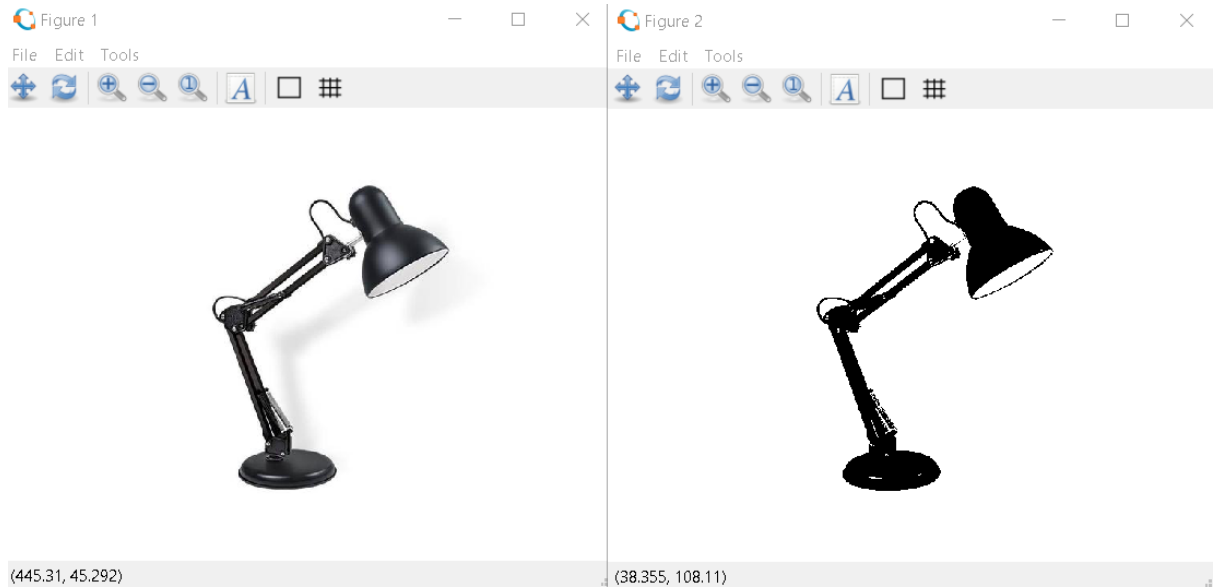 Figure 1
File Edit Tools
A
(445.31, 45.292)
Figure 2
File Edit Tools
A
(38.355, 108.11)